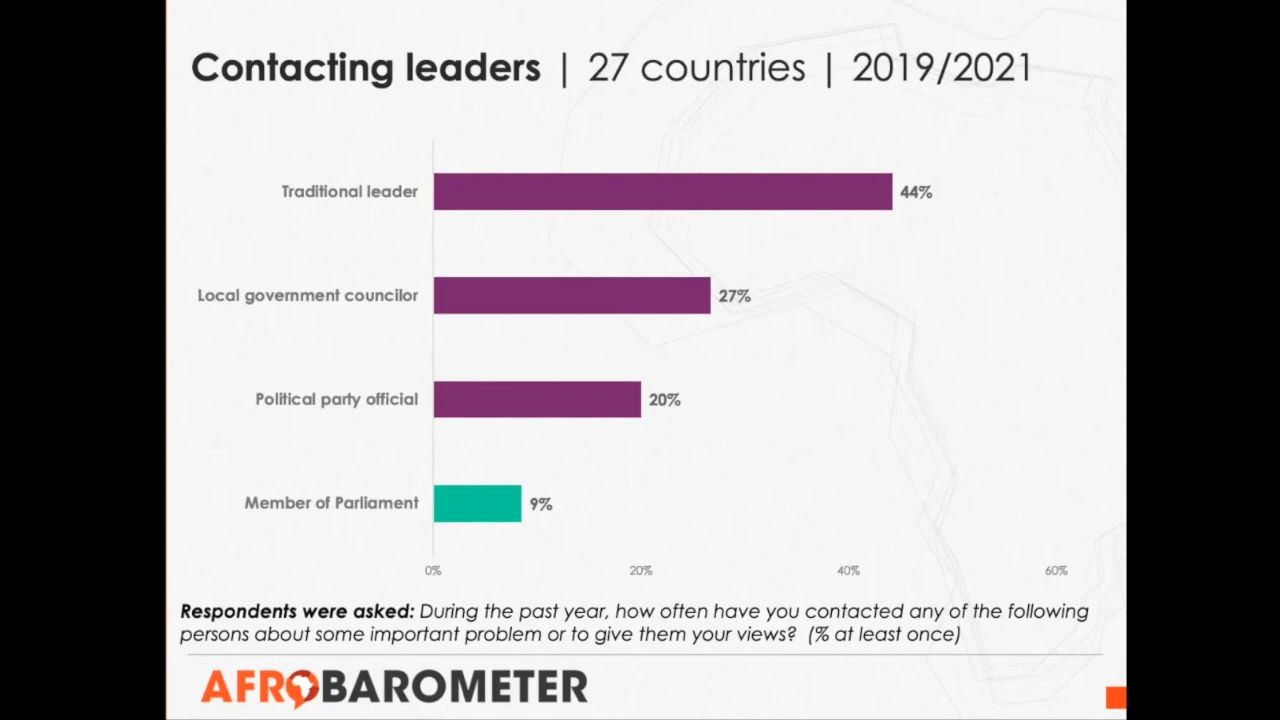 Contacting leaders | 27 countries | 2019/2021
Traditional leader
44%
Local government councilor
27%
Political party official
20%
Member of Parliament
9%
0% 20% 40% 60%
Respondents were asked: During the past year, how often have you contacted any of the following
persons about some important problem or to give them your views? (% at least once)
AFROBAROMETER